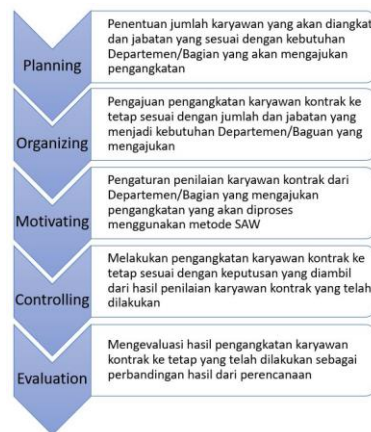 Planning
Penentuan jumlah karyawan yang akan diangkat
dan jabatan yang sesuai dengan kebutuhan
Departemen/Bagian yang akan mengajukan
pengangkatan
Organizing
Pengajuan pengangkatan karyawan kontrak ke
tetap sesuai dengan jumlah dan jabatan yang
menjadi kebutuhan Departemen/Baguan yang
mengajukan
Motivating
Pengaturan penilaian karyawan kontrak dari
Departemen/Bagian yang mengajukan
pengangkatan yang akan diproses
menggunakan metode SAW
Controlling
Melakukan pengangkatan karyawan kontrak ke
tetap sesuai dengan keputusan yang diambil
dari hasil penilaian karyawan kontrak yang telah
dilakukan
Evaluation
Mengevaluasi hasil pengangkatan karyawan
kontrak ke tetap yang telah dilakukan sebagai
perbandingan hasil dari perencanaan